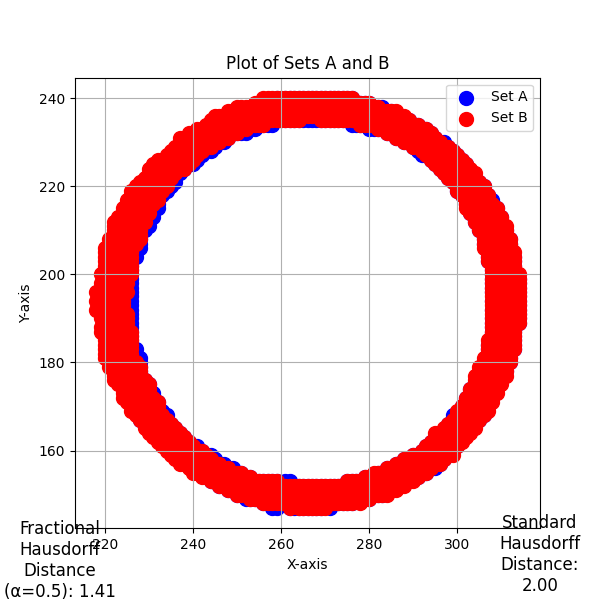 Plot of Sets A and B
Set A
Set B
240
220
200
180
160
Y-axis
220
240
260
280
300
X-axis
Fractional
Hausdorff
Distance
(α=0.5): 1.41
Standard
Hausdorff
Distance:
2.00